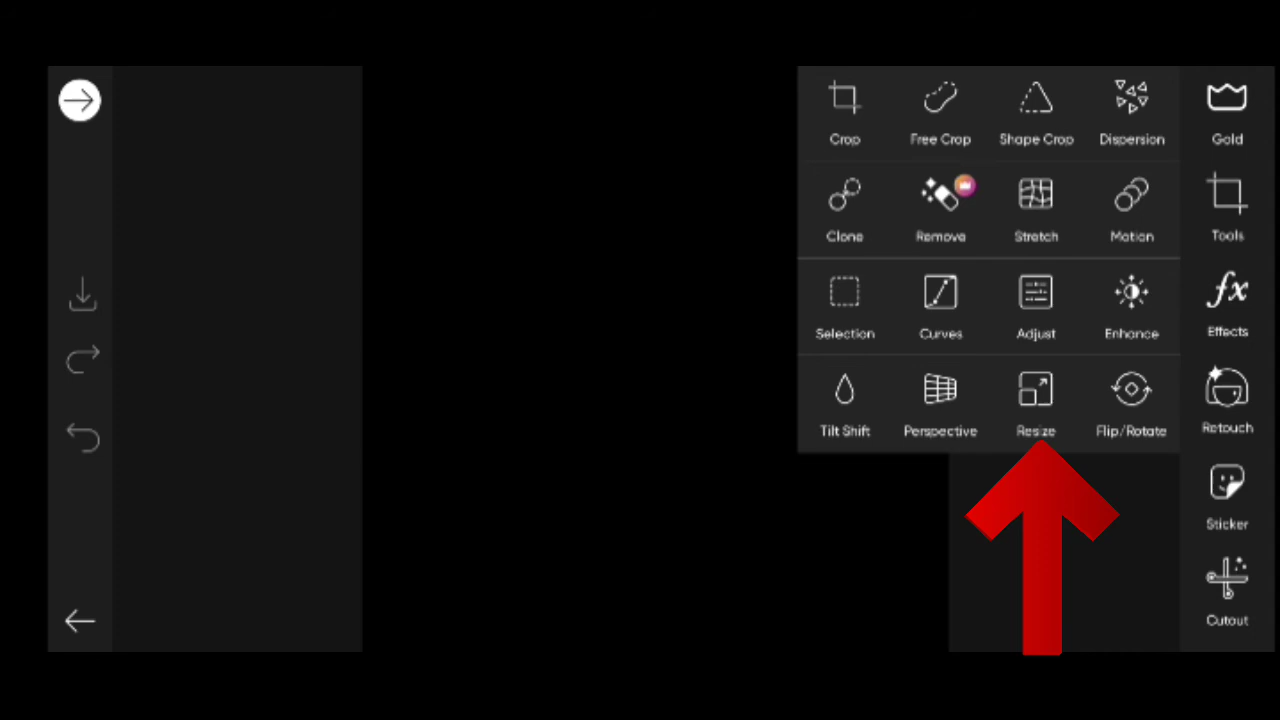 Crop Free Crop Shape Crop Dispersion Gold
Clone Remove Stretch Motion Tools
Selection Curves Adjust Enhance Effects
Tilt Shift Perspective Resize Flip/Rotate Retouch
Sticker
Cutout